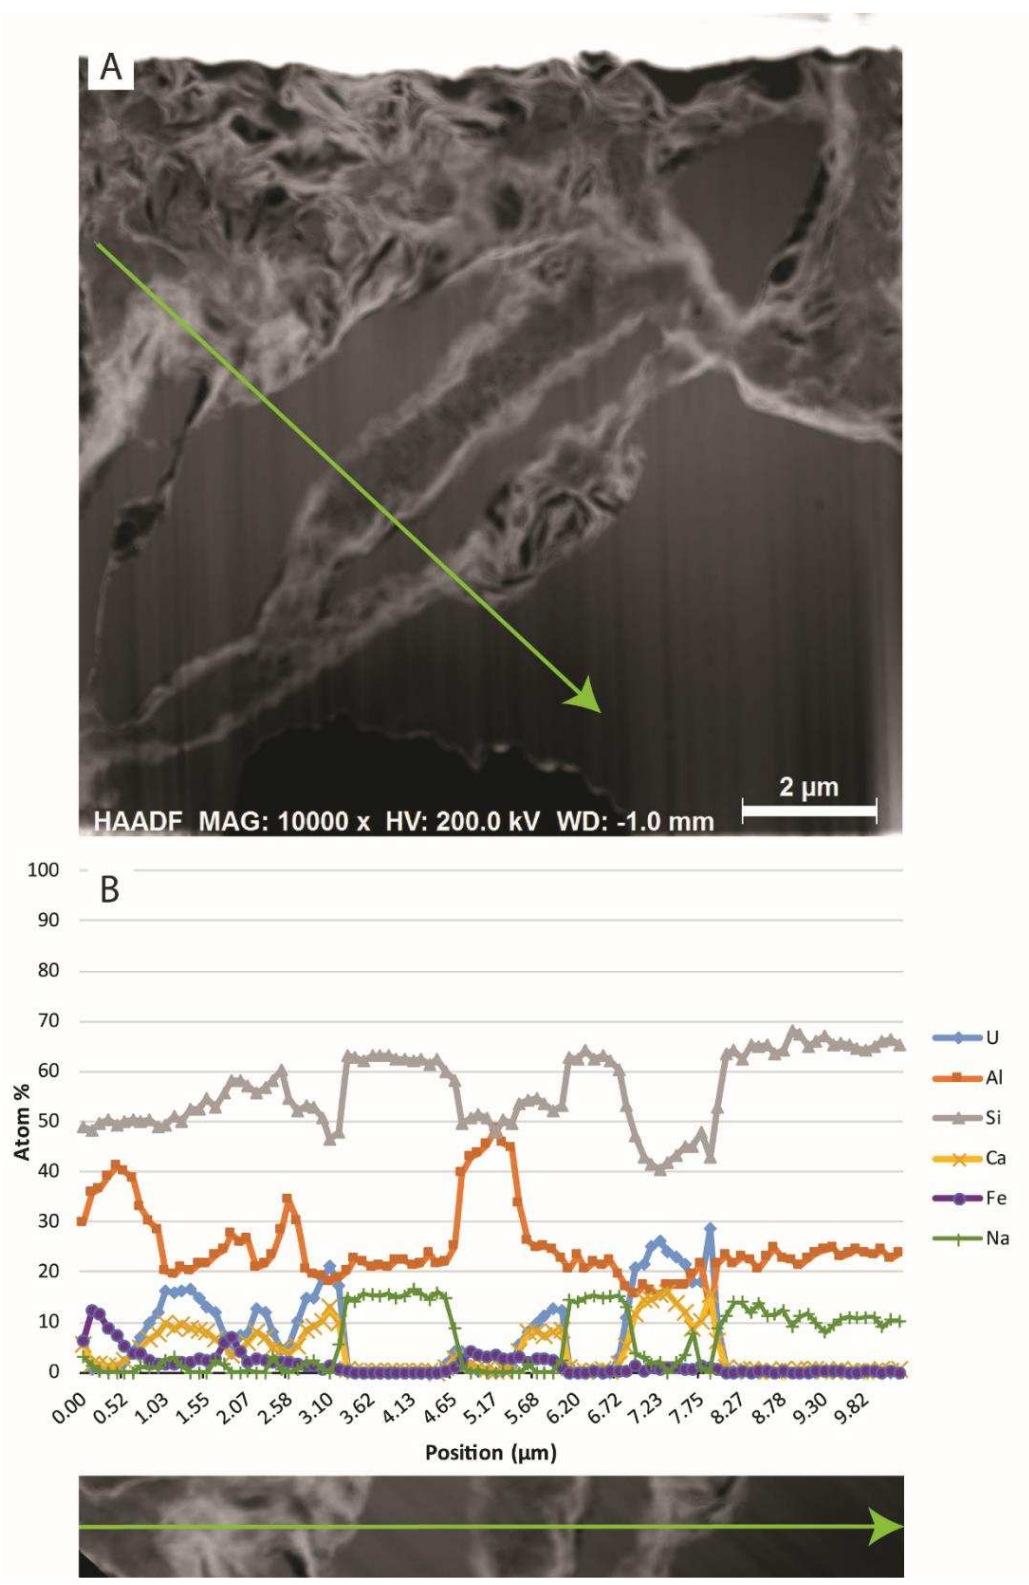 A
2 µm
HAADF MAG: 10000 x HV: 200.0 kV WD: -1.0 mm
B
100
90
80
70
60
50
40
30
20
10
0
Atom %
0.00 0.52 1.03 1.55 2.07 2.58 3.10 3.62 4.13 4.65 5.17 5.68 6.20 6.72 7.23 7.75 8.27 8.78 9.30 9.82
Position (µm)
U
Al
Si
Ca
Fe
Na